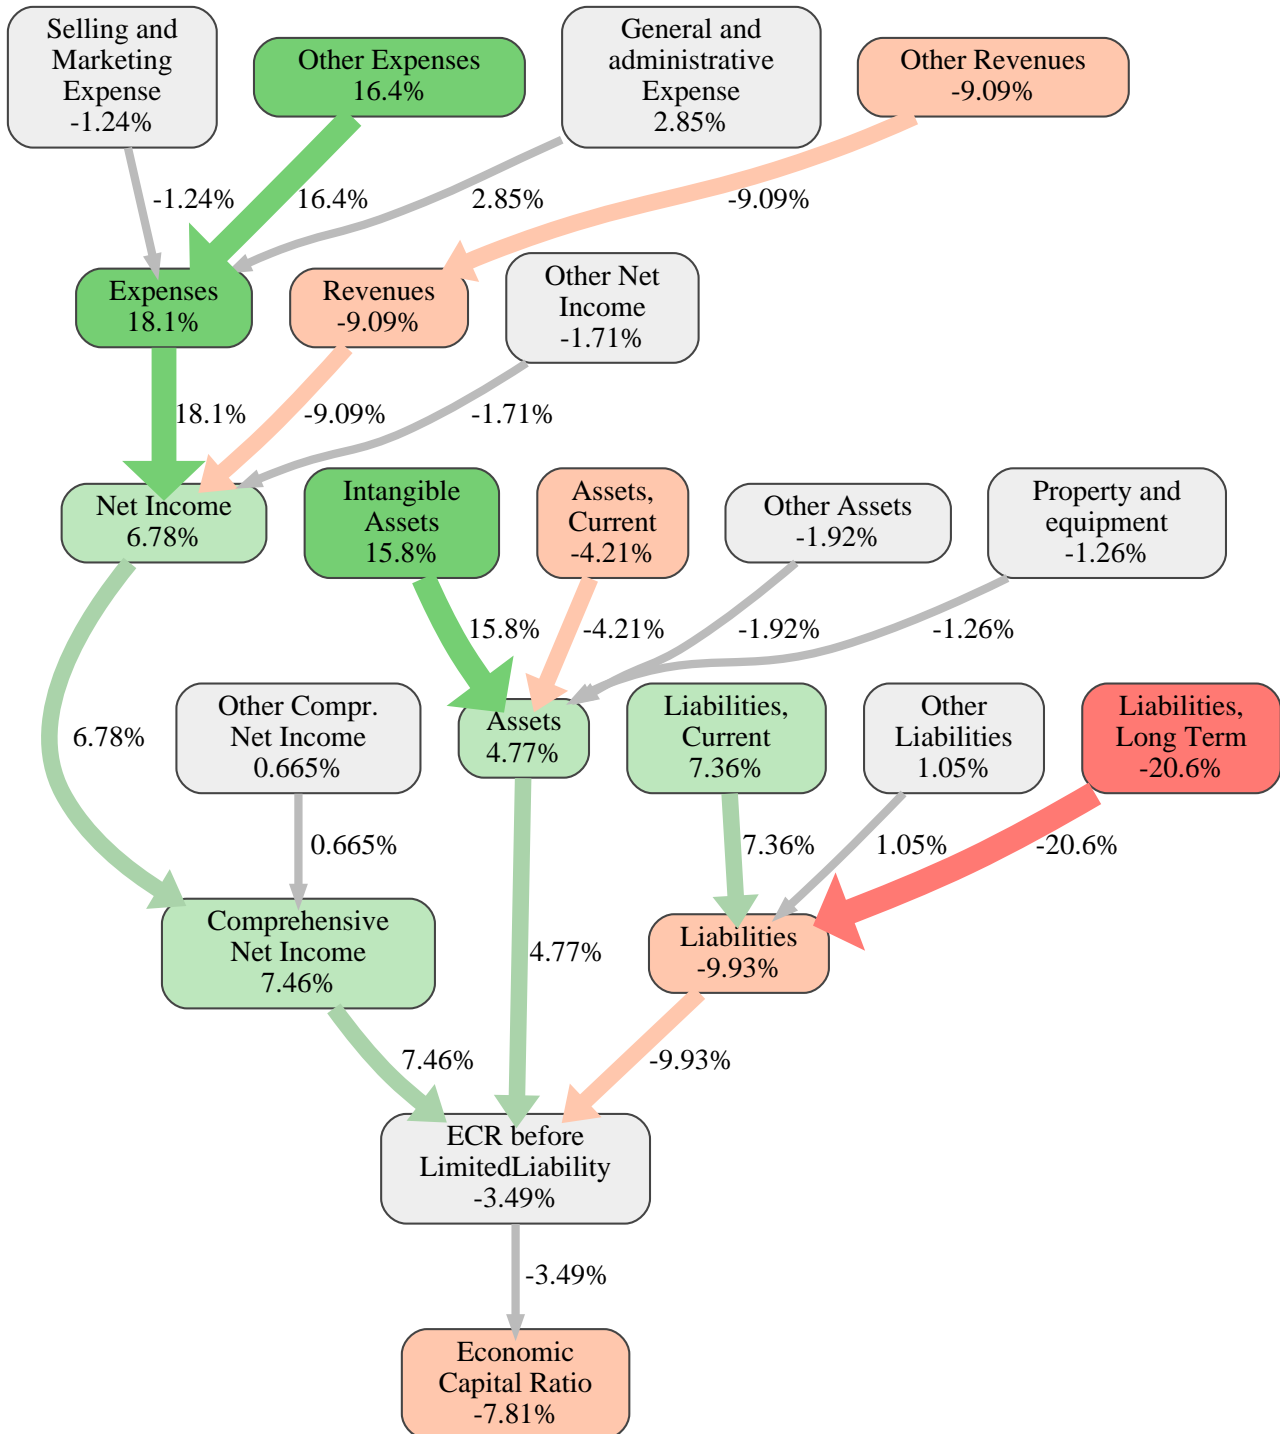 Selling and
Marketing
Expense
-1.24%
Other Expenses
16.4%
General and
administrative
Expense
2.85%
Other Revenues
-9.09%
-1.24%
16.4%
2.85%
-9.09%
Expenses
18.1%
Revenues
-9.09%
Other Net
Income
-1.71%
18.1%
-9.09%
-1.71%
Net Income
6.78%
Intangible
Assets
15.8%
Assets,
Current
-4.21%
Other Assets
-1.92%
Property and
equipment
-1.26%
15.8%
-4.21%
-1.92%
-1.26%
6.78%
Other Compr.
Net Income
0.665%
Assets
4.77%
Liabilities,
Current
7.36%
Other
Liabilities
1.05%
Liabilities,
Long Term
-20.6%
0.665%
7.36%
1.05%
-20.6%
Comprehensive
Net Income
7.46%
4.77%
Liabilities
-9.93%
7.46%
-9.93%
ECR before
LimitedLiability
-3.49%
-3.49%
Economic
Capital Ratio
-7.81%